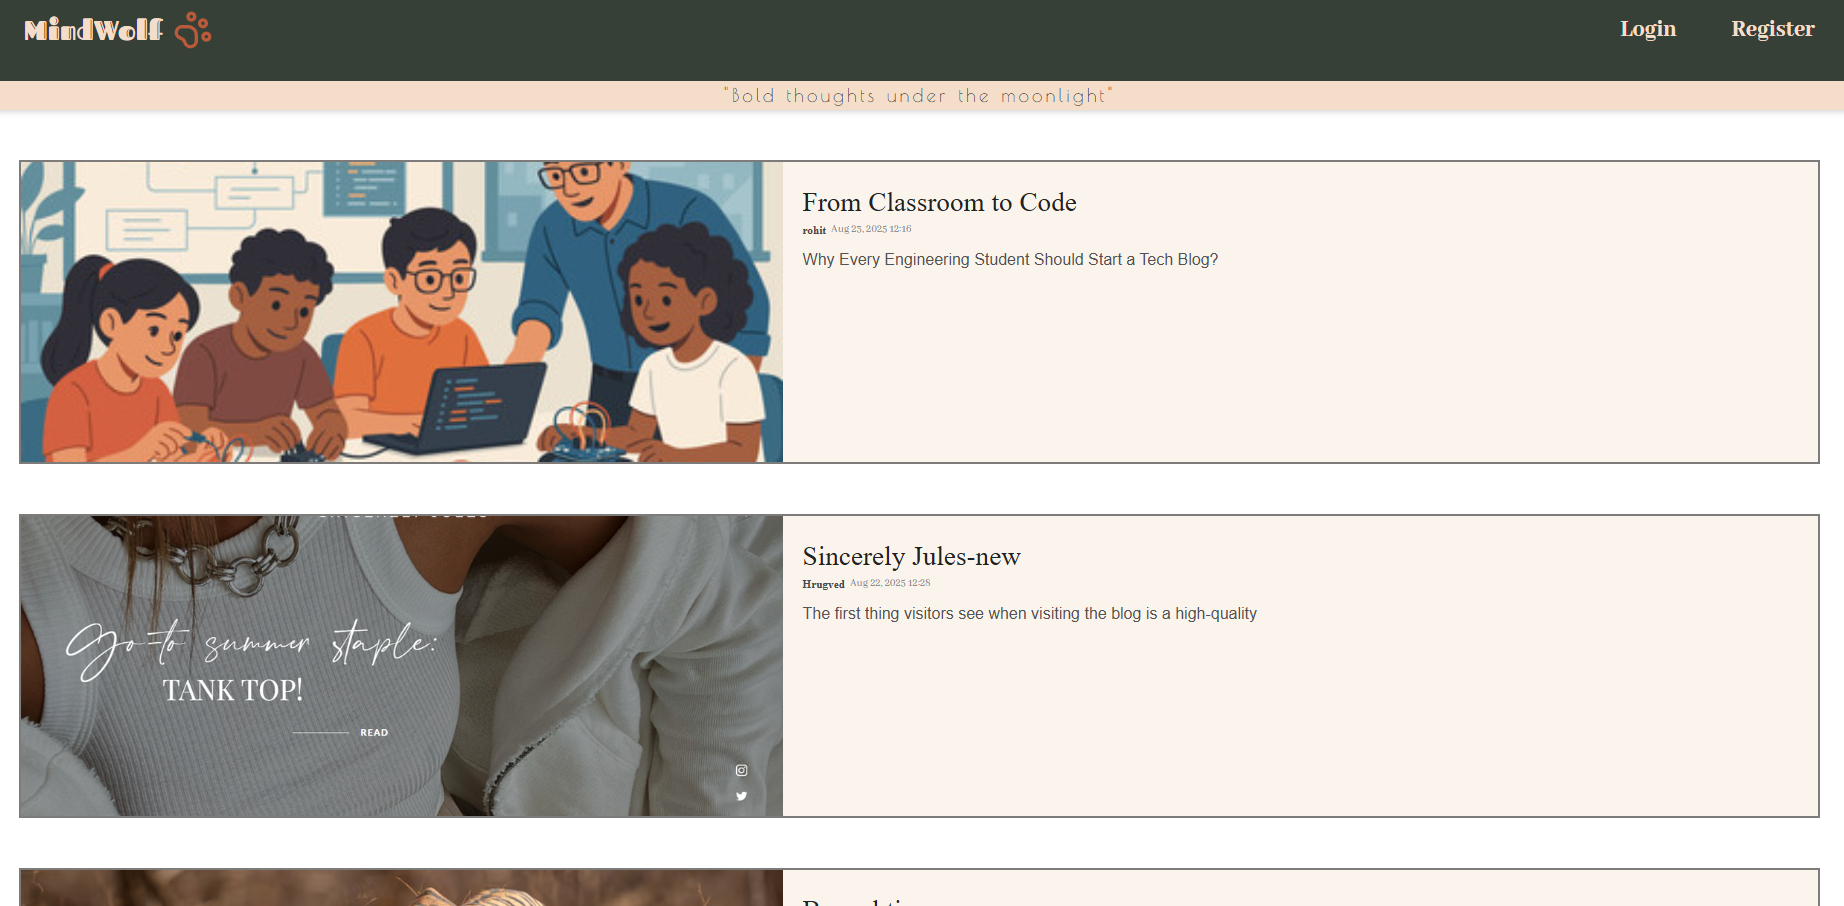 MindWolf
Login
Register
"Bold thoughts under the moonlight"
From Classroom to Code
rohit Aug 25, 2025 12:16
Why Every Engineering Student Should Start a Tech Blog?
Sincerely Jules-new
Hrugved Aug 22, 2025 12:28
The first thing visitors see when visiting the blog is a high-quality
Go-to summer staple:
TANK TOP!
READ